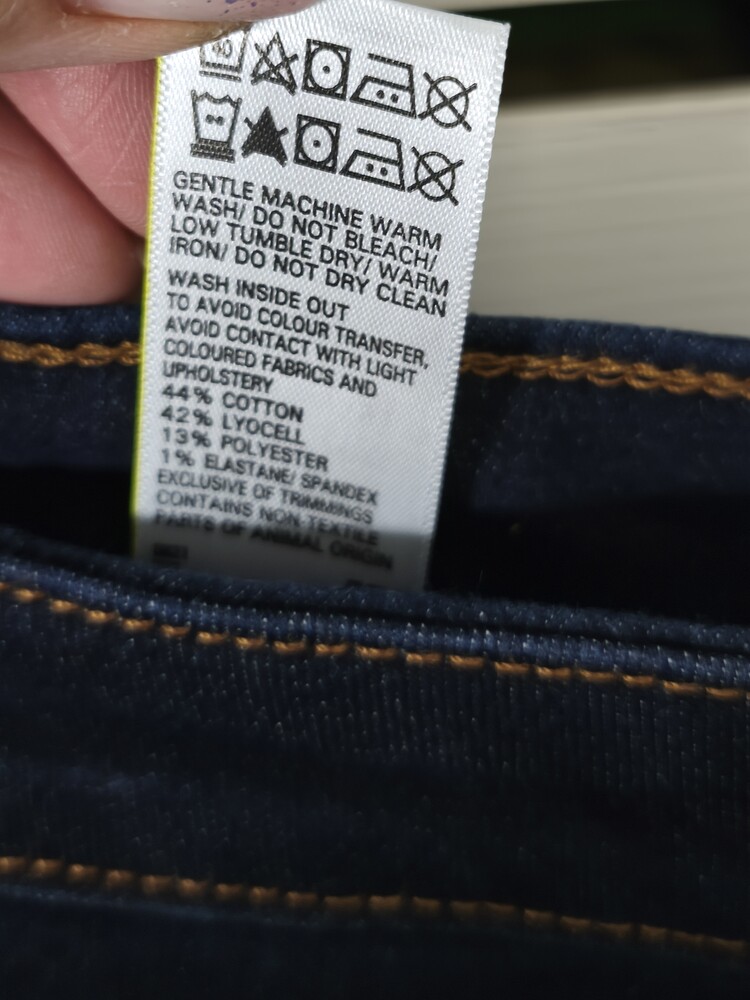 GENTLE MACHINE WARM
WASH/ DO NOT BLEACH/
LOW TUMBLE DRY/ WARM
IRON/ DO NOT DRY CLEAN
WASH INSIDE OUT
TO AVOID COLOUR TRANSFER,
AVOID CONTACT WITH LIGHT
COLOURED FABRICS AND
UPHOLSTERY
44% COTTON
42% LYOCELL
13% POLYESTER
1% ELASTANE/ SPANDEX
EXCLUSIVE OF TRIMMINGS
CONTAINS NON-TEXTILE
PARTS OF ANIMAL ORIGIN